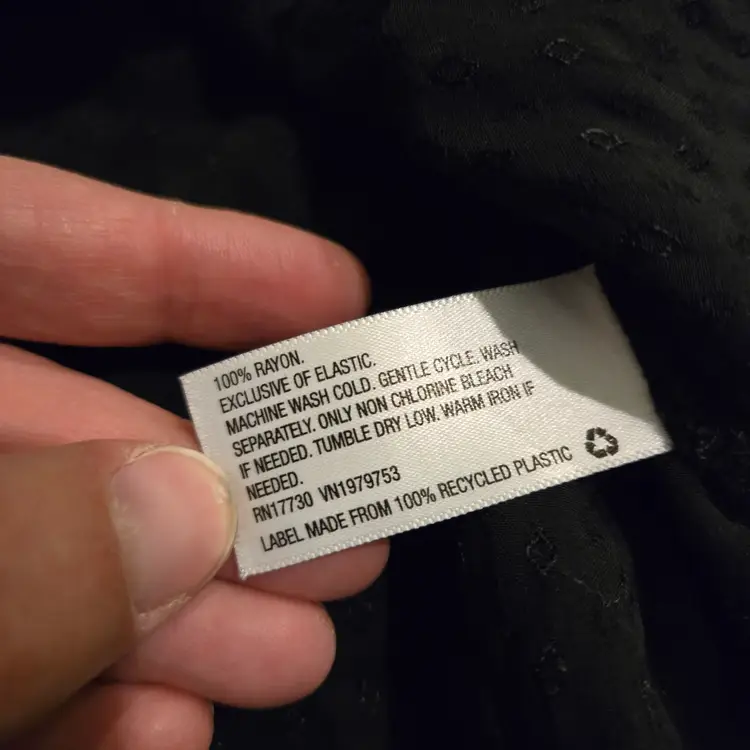 100% RAYON.
EXCLUSIVE OF ELASTIC.
MACHINE WASH COLD. GENTLE CYCLE. WASH
SEPARATELY. ONLY NON CHLORINE BLEACH
IF NEEDED. TUMBLE DRY LOW. WARM IRON IF
NEEDED.
RN17730 VN1979753
LABEL MADE FROM 100% RECYCLED PLASTIC